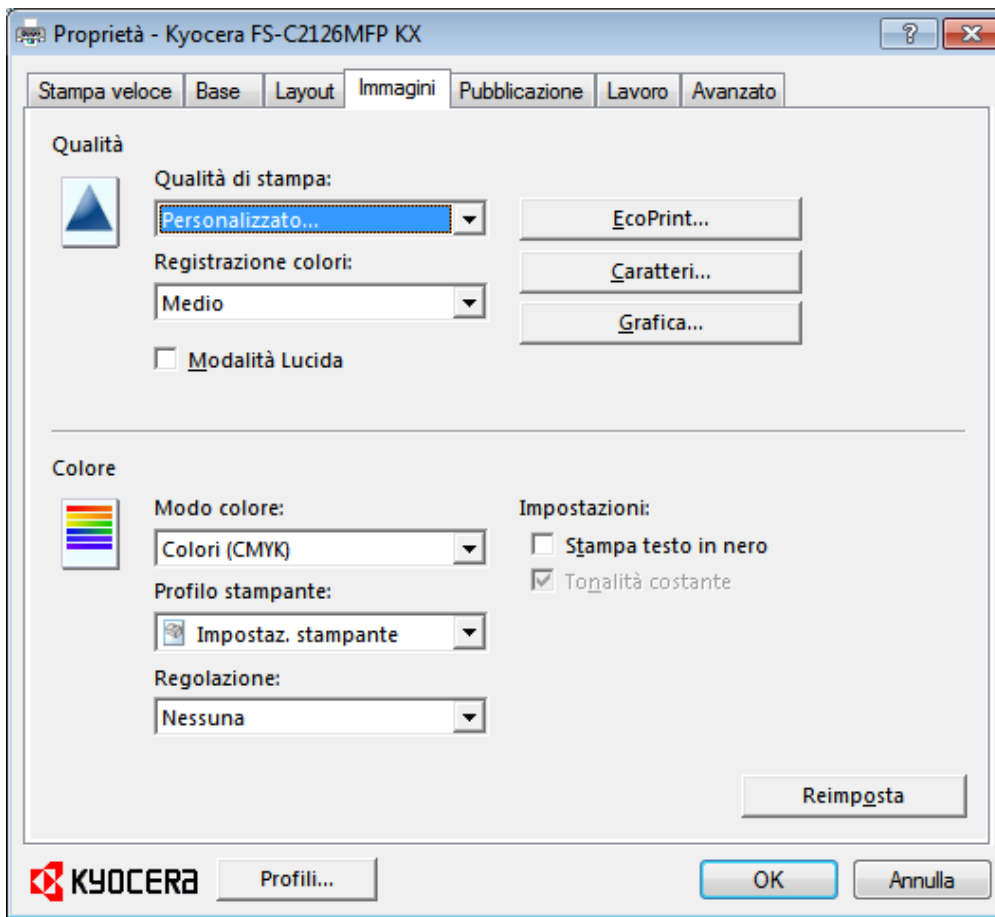 Proprietà - Kyocera FS-C2126MFP KX
Stampa veloce Base Layout Immagini Pubblicazione Lavoro Avanzato
Qualità
Qualità di stampa:
Personalizzato...
EcoPrint...
Registrazione colori:
Caratteri...
Medio
Grafica...
Modalità Lucida
Colore
Modo colore:
Impostazioni:
Colori (CMYK)
Stampa testo in nero
Profilo stampante:
Tonalità costante
Impostaz. stampante
Regolazione:
Nessuna
Reimposta
KYOCERA Profili... OK Annulla